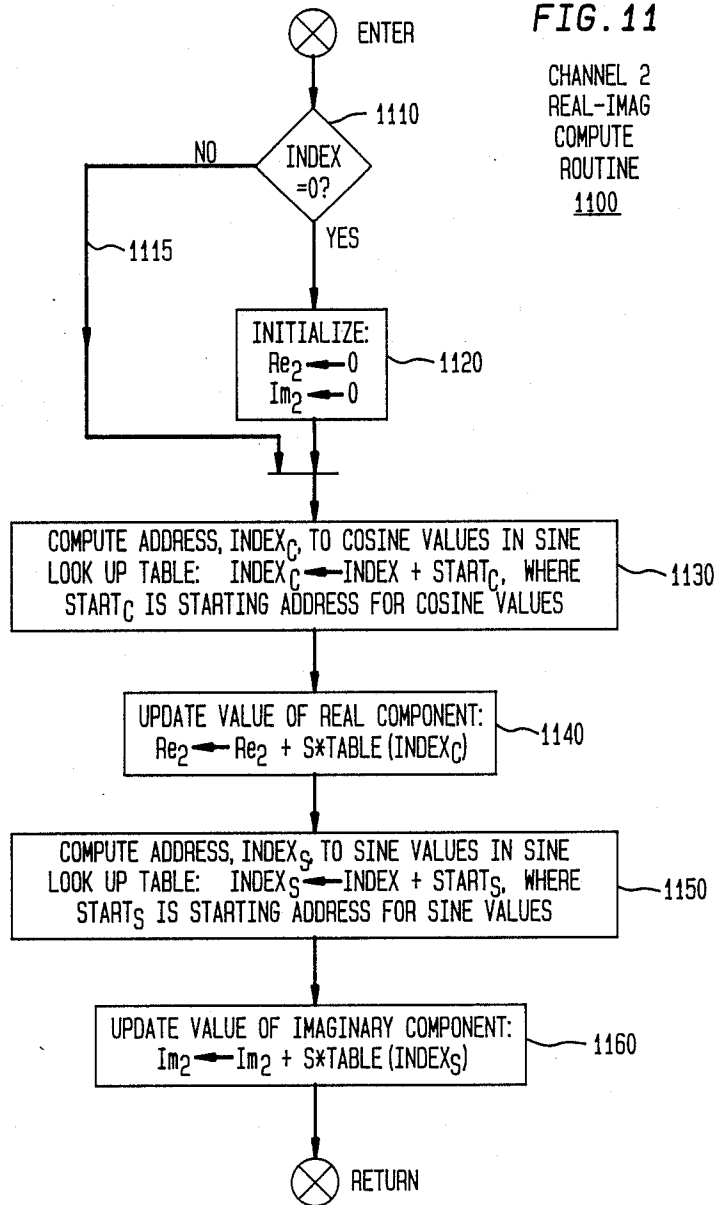 FIG. 11
CHANNEL 2
REAL-IMAG
COMPUTE
ROUTINE
1100
ENTER
1110
INDEX
=0?
NO
YES
1115
INITIALIZE:
Re2 ← 0
Im2 ← 0
1120
COMPUTE ADDRESS, INDEXC, TO COSINE VALUES IN SINE
LOOK UP TABLE: INDEXC ← INDEX + STARTC, WHERE
STARTC IS STARTING ADDRESS FOR COSINE VALUES
1130
UPDATE VALUE OF REAL COMPONENT:
Re2 ← Re2 + S*TABLE(INDEXC)
1140
COMPUTE ADDRESS, INDEXS, TO SINE VALUES IN SINE
LOOK UP TABLE: INDEXS ← INDEX + STARTS, WHERE
STARTS IS STARTING ADDRESS FOR SINE VALUES
1150
UPDATE VALUE OF IMAGINARY COMPONENT:
Im2 ← Im2 + S*TABLE(INDEXS)
1160
RETURN